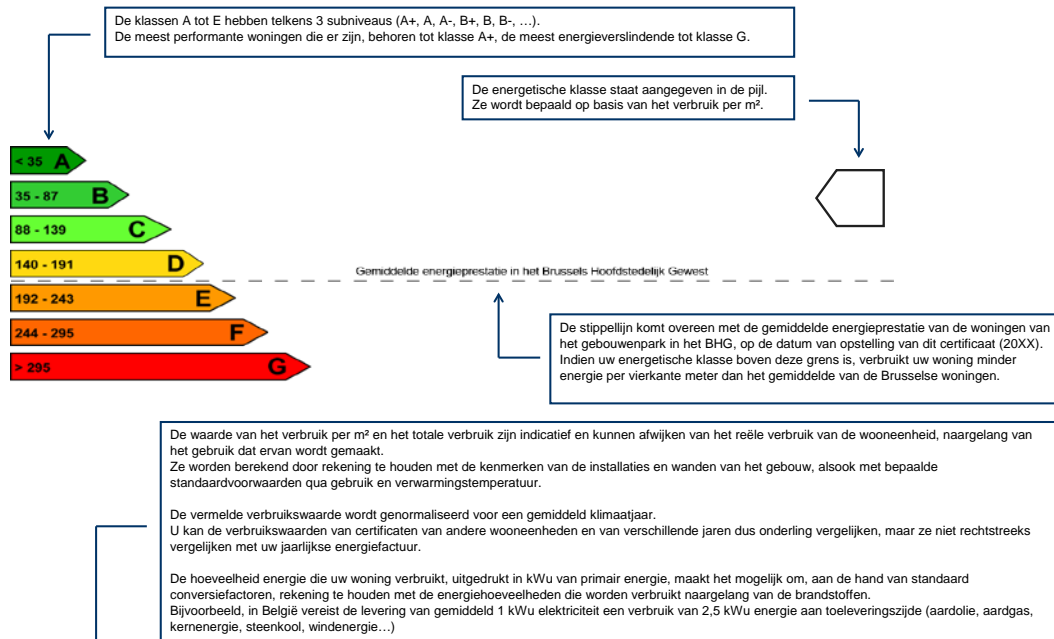 De klassen A tot E hebben telkens 3 subniveaus (A+, A, A-, B+, B, B-, …).
De meest performante woningen die er zijn, behoren tot klasse A+, de meest energieverslindende tot klasse G.
De energetische klasse staat aangegeven in de pijl.
Ze wordt bepaald op basis van het verbruik per m².
< 35 A
35 - 87 B
88 - 139 C
140 - 191 D
Gemiddelde energieprestatie in het Brussels Hoofdstedelijk Gewest
192 - 243 E
244 - 295 F
> 295 G
De stippellijn komt overeen met de gemiddelde energieprestatie van de woningen van
het gebouwenpark in het BHG, op de datum van opstelling van dit certificaat (20XX).
Indien uw energetische klasse boven deze grens is, verbruikt uw woning minder
energie per vierkante meter dan het gemiddelde van de Brusselse woningen.
De waarde van het verbruik per m² en het totale verbruik zijn indicatief en kunnen afwijken van het reële verbruik van de wooneenheid, naargelang van
het gebruik dat ervan wordt gemaakt.
Ze worden berekend door rekening te houden met de kenmerken van de installaties en wanden van het gebouw, alsook met bepaalde
standaardvoorwaarden qua gebruik en verwarmingstemperatuur.
De vermelde verbruikswaarde wordt genormaliseerd voor een gemiddeld klimaatjaar.
U kan de verbruikswaarden van certificaten van andere wooneenheden en van verschillende jaren dus onderling vergelijken, maar ze niet rechtstreeks
vergelijken met uw jaarlijkse energiefactuur.
De hoeveelheid energie die uw woning verbruikt, uitgedrukt in kWu van primair energie, maakt het mogelijk om, aan de hand van standaard
conversiefactoren, rekening te houden met de energiehoeveelheden die worden verbruikt naargelang van de brandstoffen.
Bijvoorbeeld, in België vereist de levering van gemiddeld 1 kWu elektriciteit een verbruik van 2,5 kWu energie aan toeleveringszijde (aardolie, aardgas,
kernenergie, steenkool, windenergie…)